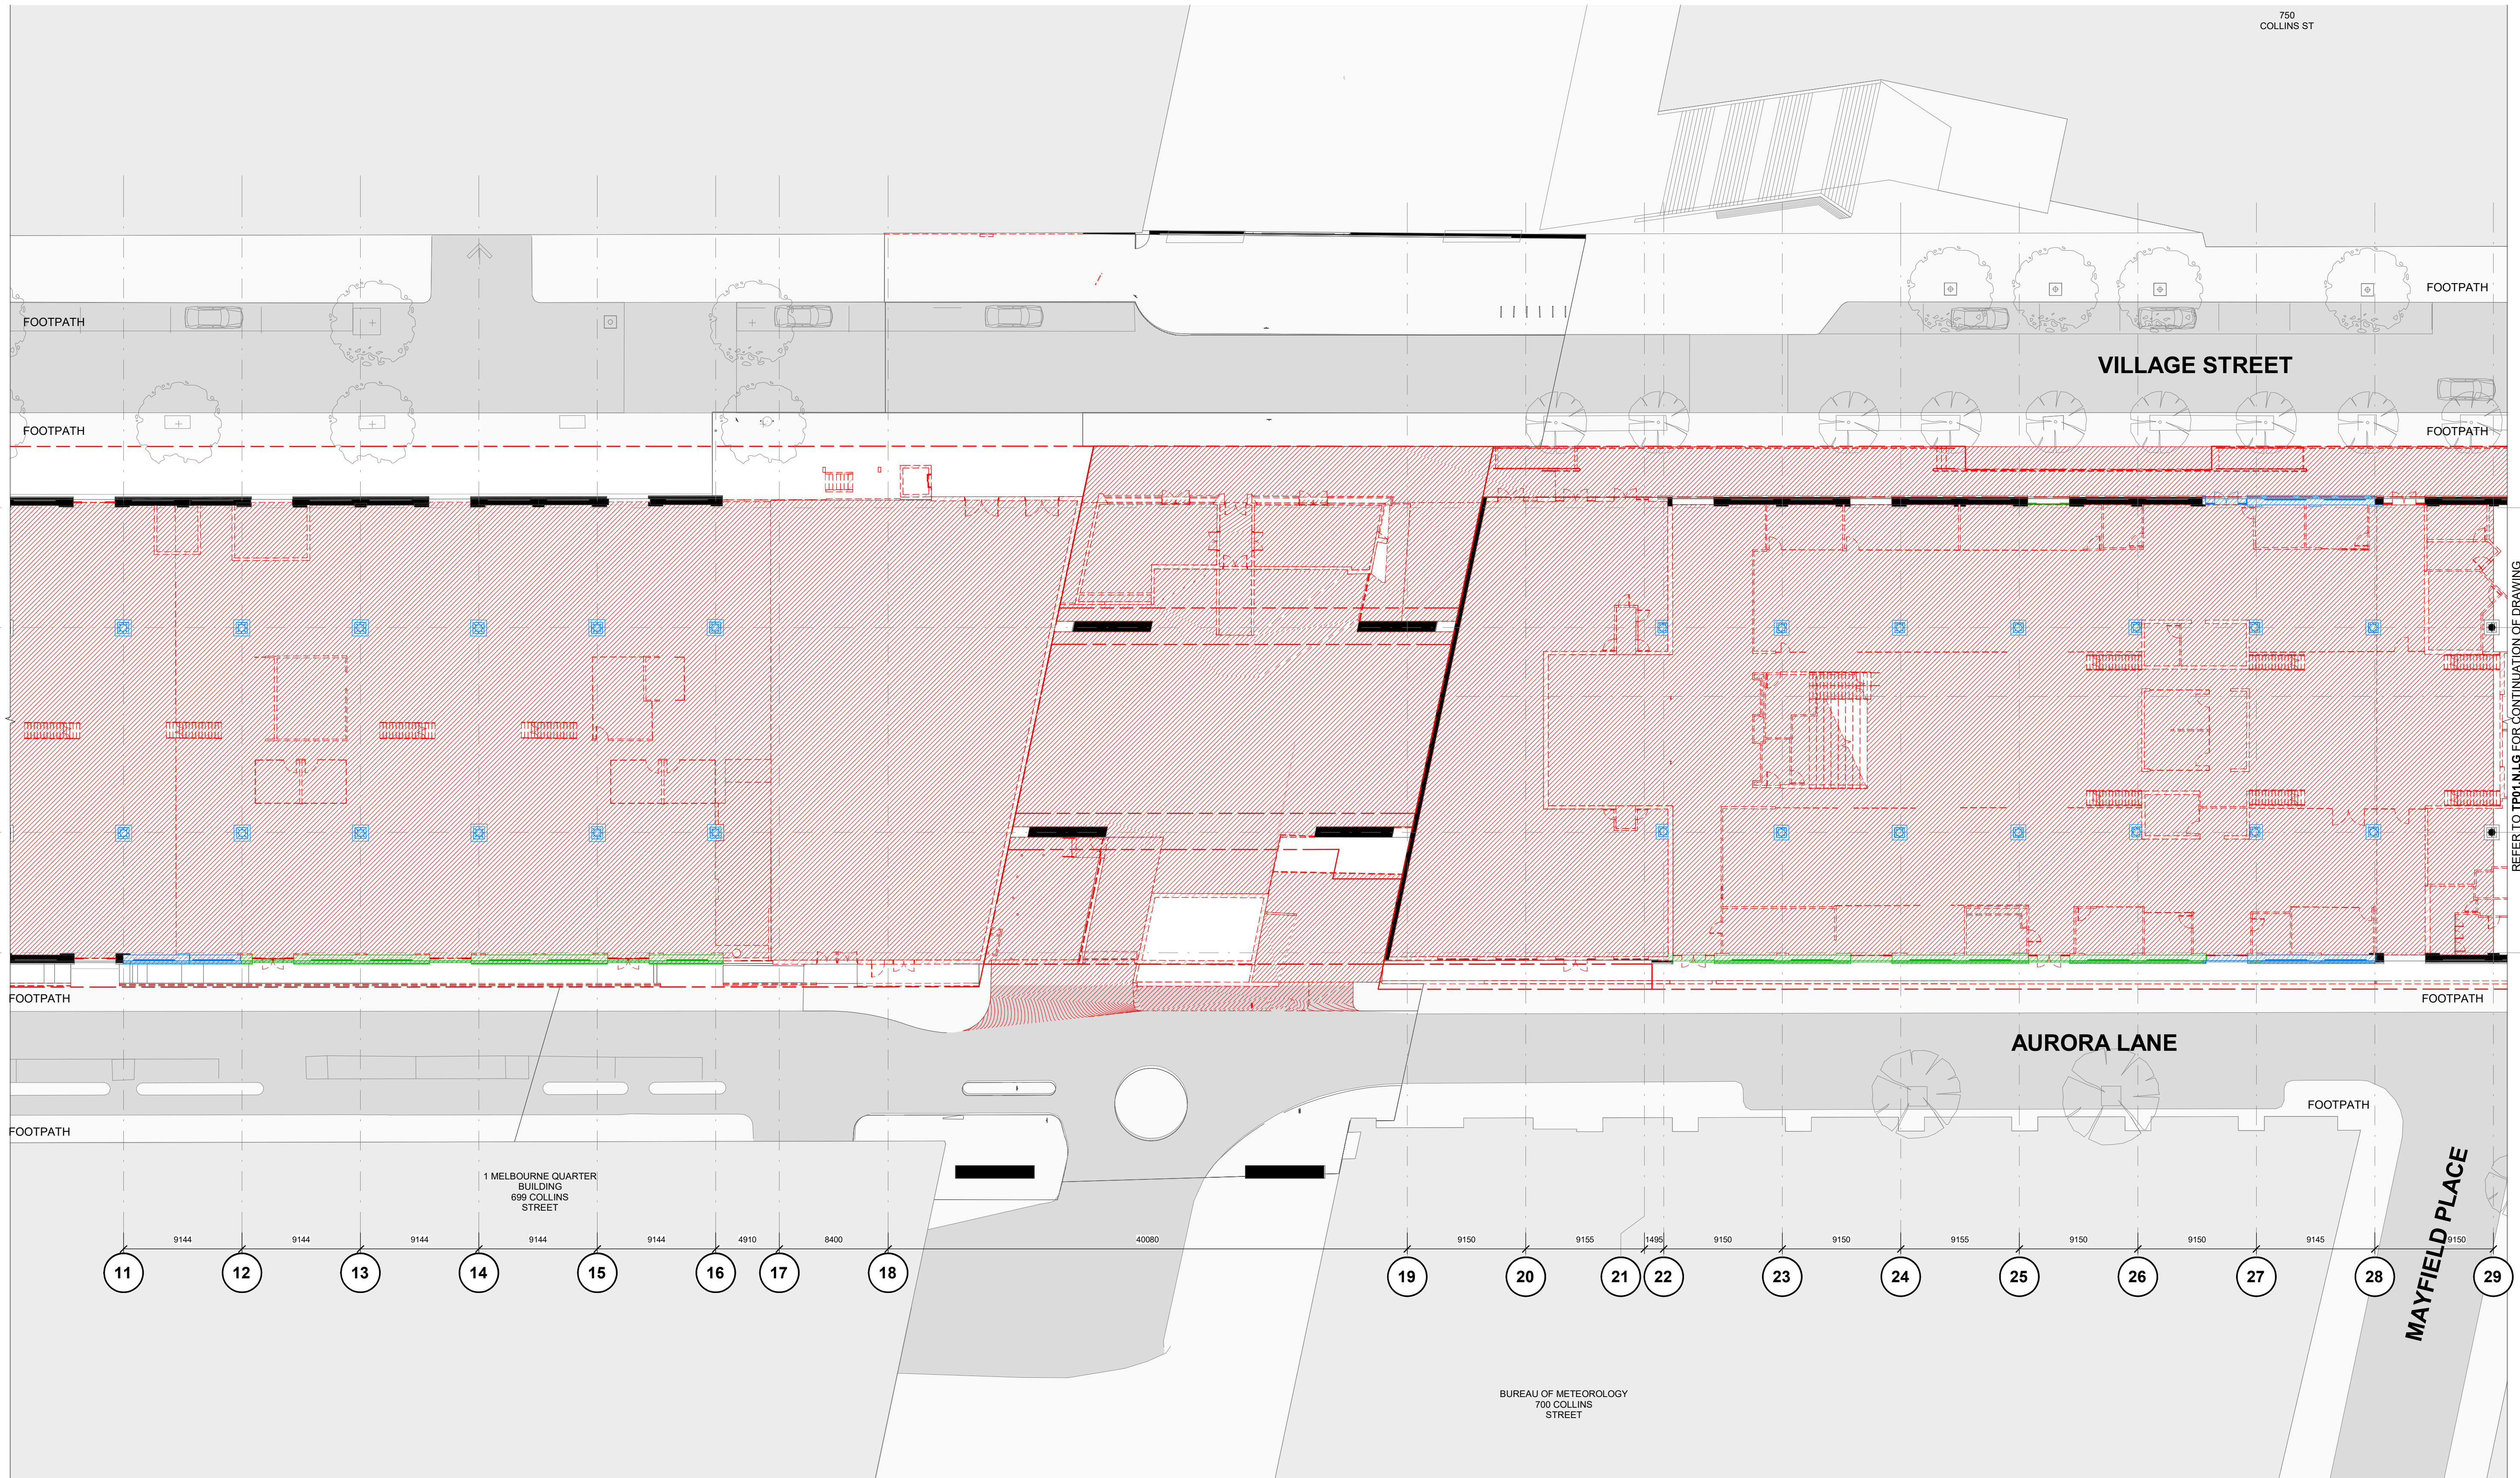 750
COLLINS ST
FOOTPATH
FOOTPATH
VILLAGE STREET
FOOTPATH
FOOTPATH
REFER TO TP01.N.LG FOR CONTINUATION OF DRAWING
FOOTPATH
FOOTPATH
AURORA LANE
FOOTPATH
FOOTPATH
MAYFIELD PLACE
1 MELBOURNE QUARTER
BUILDING
699 COLLINS
STREET
9144 9144 9144 9144 9144 4910 8400 40080 9150 9155 1495 9150 9150 9155 9150 9150 9145 9150
11 12 13 14 15 16 17 18 19 20 21 22 23 24 25 26 27 28 29
BUREAU OF METEOROLOGY
700 COLLINS
STREET